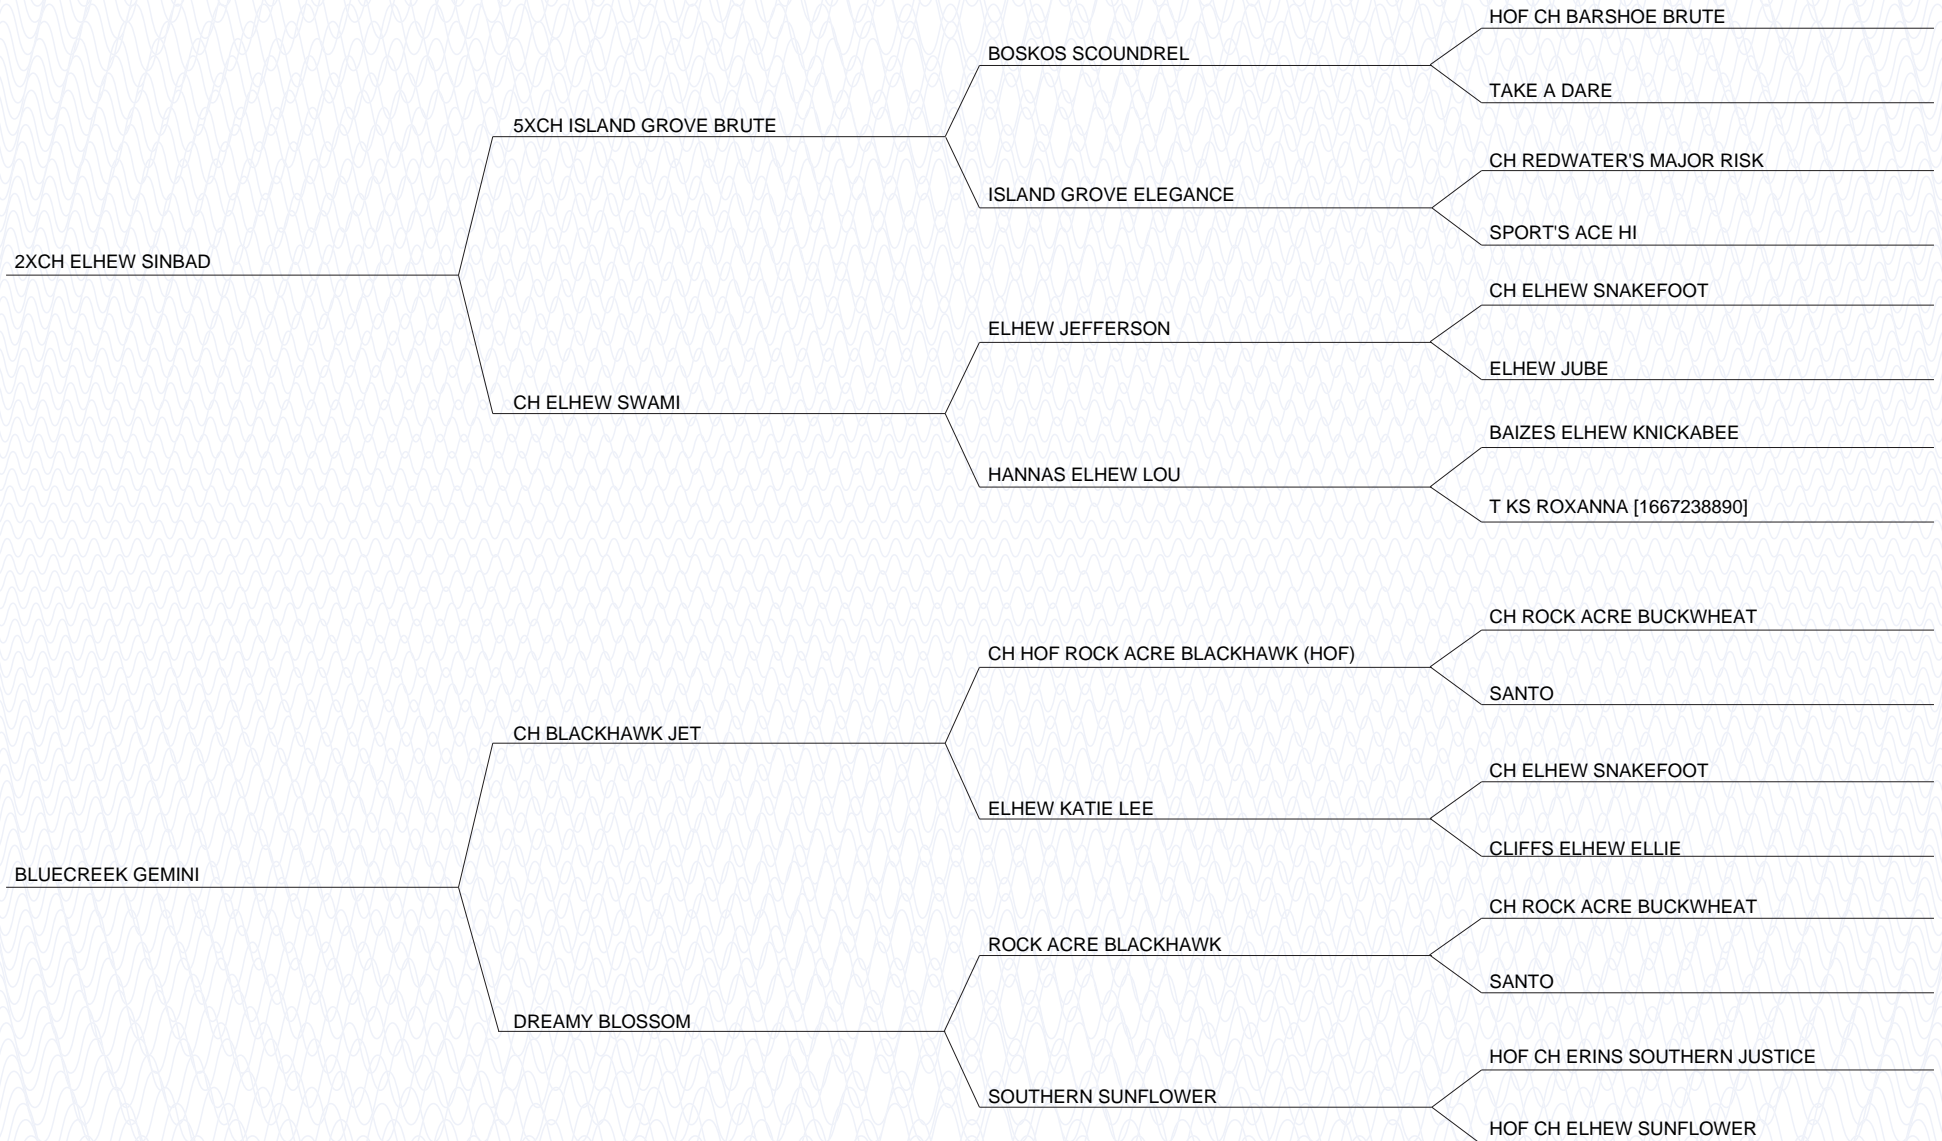 HOF CH BARSHOE BRUTE
BOSKOS SCOUNDREL
TAKE A DARE
5XCH ISLAND GROVE BRUTE
CH REDWATER'S MAJOR RISK
ISLAND GROVE ELEGANCE
SPORT'S ACE HI
2XCH ELHEW SINBAD
CH ELHEW SNAKEFOOT
ELHEW JEFFERSON
ELHEW JUBE
CH ELHEW SWAMI
BAIZES ELHEW KNICKABEE
HANNAS ELHEW LOU
T KS ROXANNA [1667238890]
CH ROCK ACRE BUCKWHEAT
CH HOF ROCK ACRE BLACKHAWK (HOF)
SANTO
CH BLACKHAWK JET
CH ELHEW SNAKEFOOT
ELHEW KATIE LEE
CLIFFS ELHEW ELLIE
BLUECREEK GEMINI
CH ROCK ACRE BUCKWHEAT
ROCK ACRE BLACKHAWK
SANTO
DREAMY BLOSSOM
HOF CH ERINS SOUTHERN JUSTICE
SOUTHERN SUNFLOWER
HOF CH ELHEW SUNFLOWER